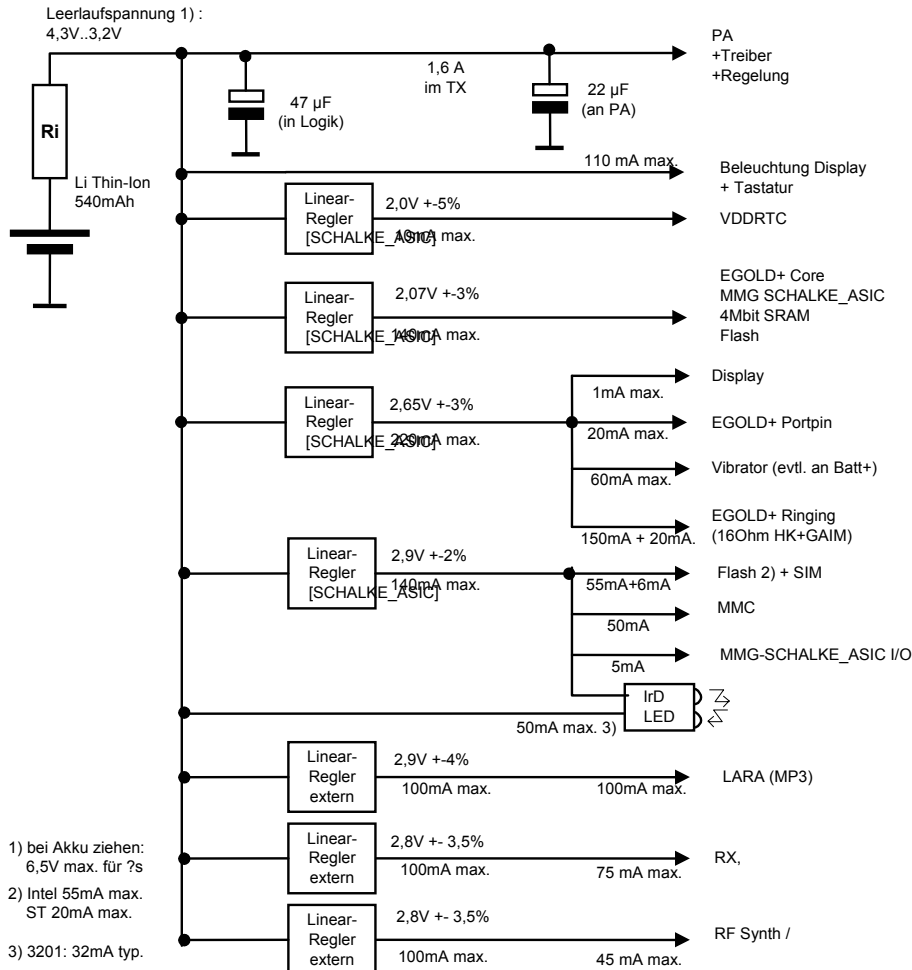 Leerlaufspannung 1) :
4,3V..3,2V
PA
+Treiber
+Regelung
1,6 A
im TX
47 µF
(in Logik)
22 µF
(an PA)
Ri
Li Thin-Ion
540mAh
110 mA max.
Beleuchtung Display
+ Tastatur
Linear-
Regler
[SCHALKE_ASIC]
2,0V +-5%
10mA max.
VDDRTC
Linear-
Regler
[SCHALKE_ASIC]
2,07V +-3%
140mA max.
EGOLD+ Core
MMG SCHALKE_ASIC
4Mbit SRAM
Flash
Linear-
Regler
[SCHALKE_ASIC]
2,65V +-3%
220mA max.
Display
1mA max.
EGOLD+ Portpin
20mA max.
Vibrator (evtl. an Batt+)
60mA max.
EGOLD+ Ringing
(16Ohm HK+GAIM)
150mA + 20mA.
Linear-
Regler
[SCHALKE_ASIC]
2,9V +-2%
140mA max.
Flash 2) + SIM
55mA+6mA
MMC
50mA
MMG-SCHALKE_ASIC I/O
5mA
IrD
LED
50mA max. 3)
Linear-
Regler
extern
2,9V +-4%
100mA max.
100mA max.
LARA (MP3)
Linear-
Regler
extern
2,8V +- 3,5%
100mA max.
75 mA max.
RX,
Linear-
Regler
extern
2,8V +- 3,5%
100mA max.
45 mA max.
RF Synth /
1) bei Akku ziehen:
6,5V max. für ?s
2) Intel 55mA max.
ST 20mA max.
3) 3201: 32mA typ.